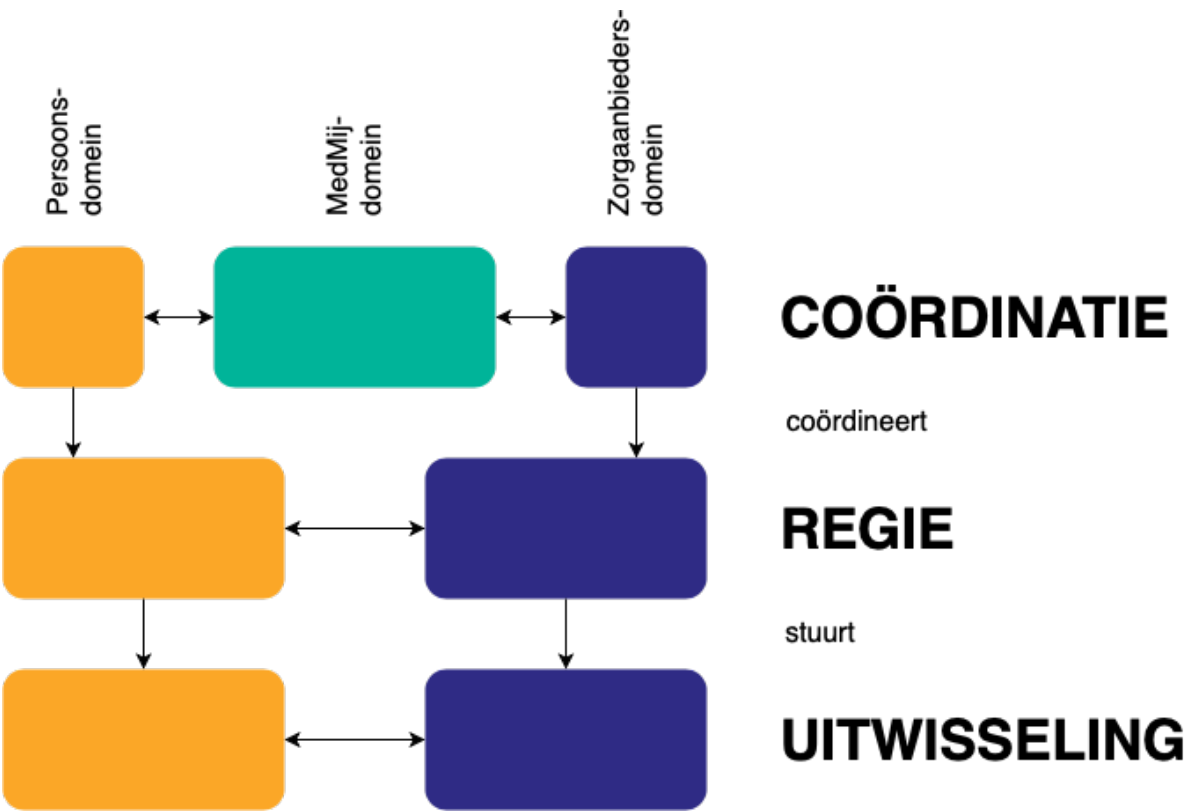 Persoons-
domein
MedMij-
domein
Zorgaanbieders-
domein
COÖRDINATIE
coördineert
REGIE
stuurt
UITWISSELING